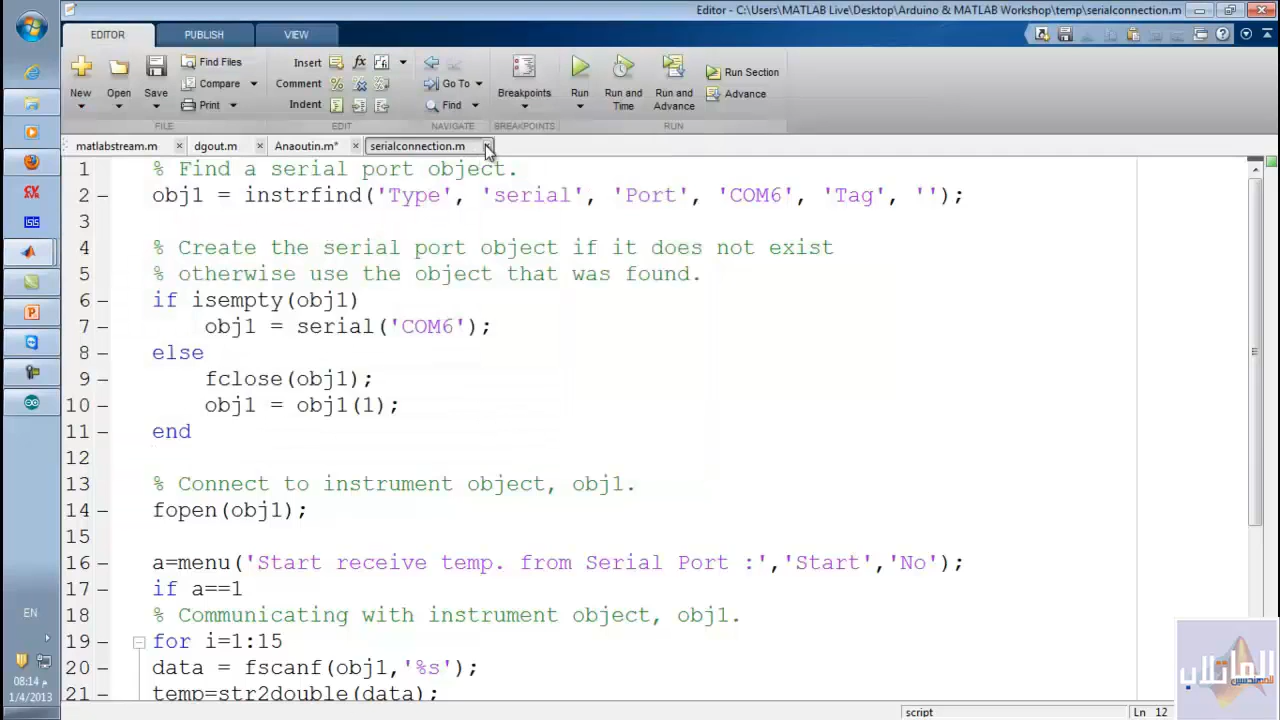 Editor - C:\Users\MATLAB Live\Desktop\Arduino & MATLAB Workshop\temp\serialconnection.m
EDITOR PUBLISH VIEW
New Open Save Find Files Compare Print FILE
Insert Comment Indent EDIT
Go To Find NAVIGATE
Breakpoints BREAKPOINTS
Run Run and Time Run and Advance Run Section Advance RUN
matlabstream.m dgout.m Anaoutin.m* serialconnection.m
1 % Find a serial port object.
2 – obj1 = instrfind('Type', 'serial', 'Port', 'COM6', 'Tag', '');
3
4 % Create the serial port object if it does not exist
5 % otherwise use the object that was found.
6 – if isempty(obj1)
7 – obj1 = serial('COM6');
8 – else
9 – fclose(obj1);
10 – obj1 = obj1(1);
11 – end
12
13 % Connect to instrument object, obj1.
14 – fopen(obj1);
15
16 – a=menu('Start receive temp. from Serial Port :','Start','No');
17 – if a==1
18 % Communicating with instrument object, obj1.
19 – for i=1:15
20 – data = fscanf(obj1,'%s');
21 – temp=str2double(data);
script Ln 12
EN
08:14 م
1/4/2013
ISIS
الماتلاب
للمهندسين